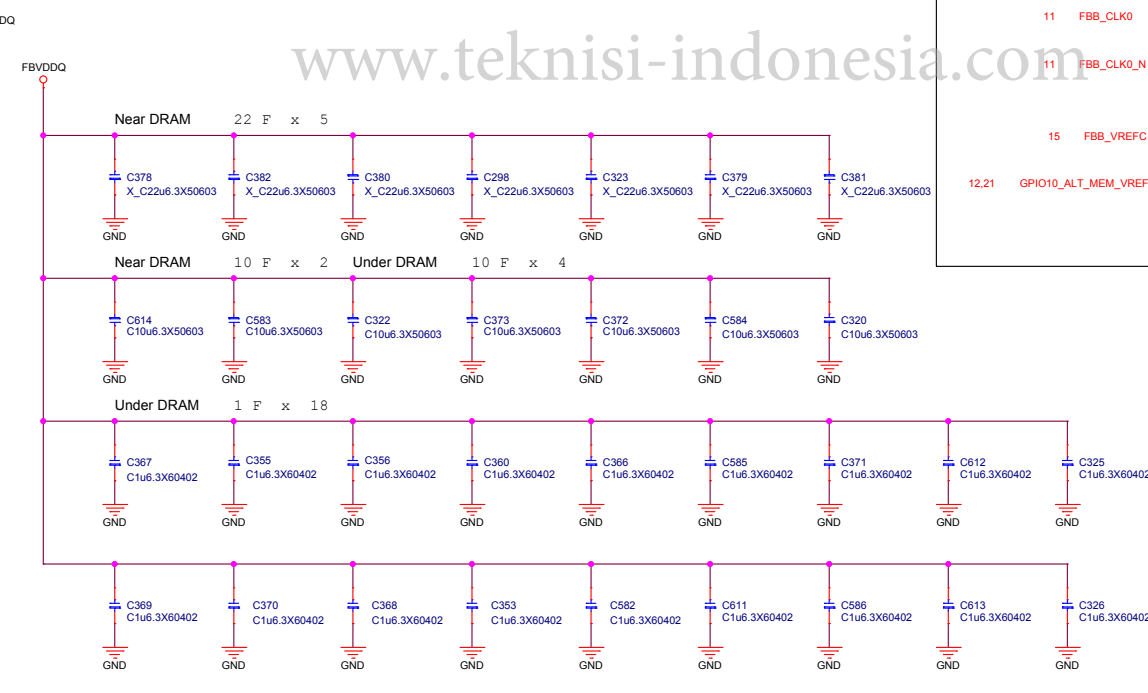 DQ
www.teknisi-indonesia.com
11 FBB_CLK0
FBVDDQ
11 FBB_CLK0_N
Near DRAM 22 F x 5
15 FBB_VREFC
C378 C382 C380 C298 C323 C379 C381
X_C22u6.3X50603 X_C22u6.3X50603 X_C22u6.3X50603 X_C22u6.3X50603 X_C22u6.3X50603 X_C22u6.3X50603 X_C22u6.3X50603
12,21 GPIO10_ALT_MEM_VREF
GND GND GND GND GND GND GND
Near DRAM 10 F x 2 Under DRAM 10 F x 4
C614 C583 C322 C373 C372 C584 C320
C10u6.3X50603 C10u6.3X50603 C10u6.3X50603 C10u6.3X50603 C10u6.3X50603 C10u6.3X50603 C10u6.3X50603
GND GND GND GND GND GND GND
Under DRAM 1 F x 18
C367 C355 C356 C360 C366 C585 C371 C612 C325
C1u6.3X60402 C1u6.3X60402 C1u6.3X60402 C1u6.3X60402 C1u6.3X60402 C1u6.3X60402 C1u6.3X60402 C1u6.3X60402 C1u6.3X60402
GND GND GND GND GND GND GND GND GND
C369 C370 C368 C353 C582 C611 C586 C613 C326
C1u6.3X60402 C1u6.3X60402 C1u6.3X60402 C1u6.3X60402 C1u6.3X60402 C1u6.3X60402 C1u6.3X60402 C1u6.3X60402 C1u6.3X60402
GND GND GND GND GND GND GND GND GND